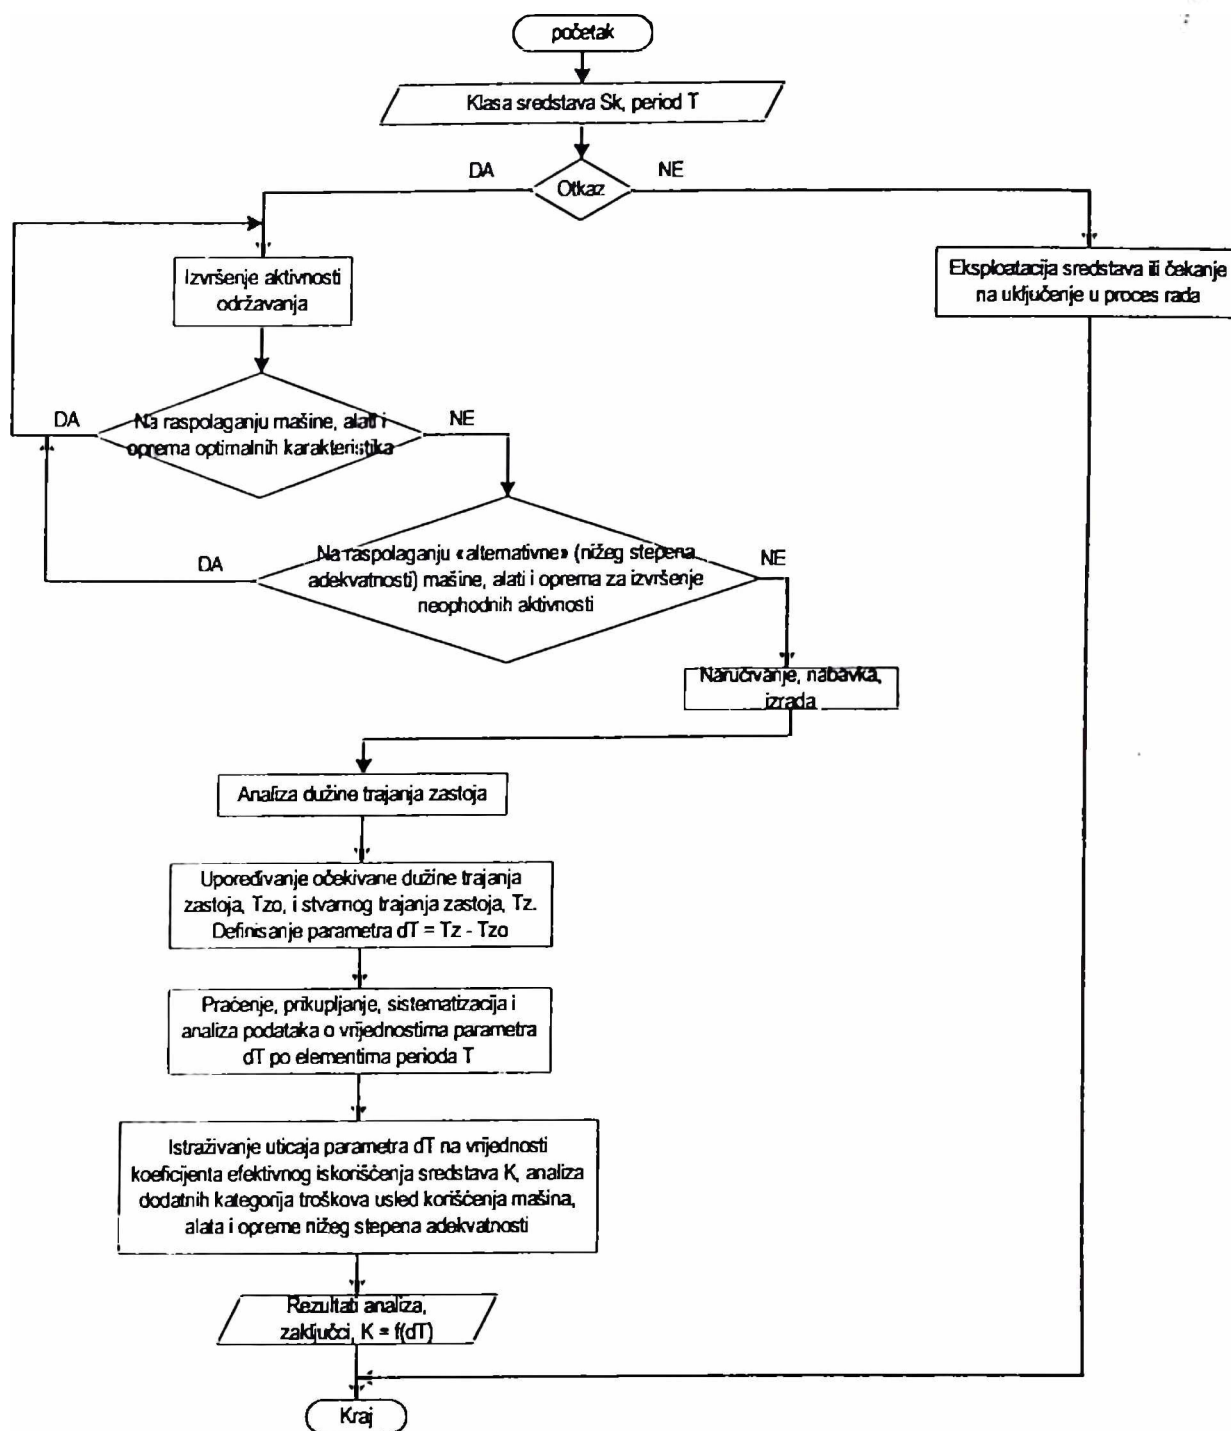 početak
Klasa sredstava Sk, period T
DA
NE
Otkaz
Izvršenje aktivnosti
održavanja
Eksploatacija sredstava ili čekanje
na uključenje u proces rada
DA
Na raspolaganju mašine, alati i
oprema optimalnih karakteristika
NE
DA
Na raspolaganju «alternativne» (nižeg stepena
adekvatnosti) mašine, alati i oprema za izvršenje
neophodnih aktivnosti
NE
Naručivanje, nabavka,
izrada
Analiza dužine trajanja zastoja
Upoređivanje očekivane dužine trajanja
zastoja, Tzo, i stvarnog trajanja zastoja, Tz.
Definisanje parametra dT = Tz - Tzo
Praćenje, prikupljanje, sistematizacija i
analiza podataka o vrijednostima parametra
dT po elementima perioda T
Istraživanje uticaja parametra dT na vrijednosti
koeficijenta efektivnog iskorišćenja sredstava K, analiza
dodatnih kategorija troškova usled korišćenja mašina,
alata i opreme nižeg stepena adekvatnosti
Rezultati analiza,
zaključci, K = f(dT)
Kraj